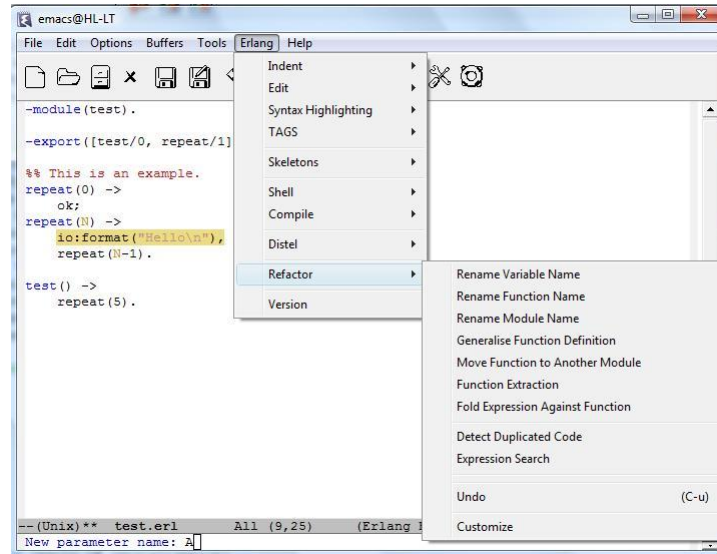 emacs@HL-LT
File Edit Options Buffers Tools Erlang Help
-module(test).
-export([test/0, repeat/1]
%% This is an example.
repeat(0) ->
ok;
repeat(N) ->
io:format("Hello\n"),
repeat(N-1).
test() ->
repeat(5).
Indent
Edit
Syntax Highlighting
TAGS
Skeletons
Shell
Compile
Distel
Refactor
Version
Rename Variable Name
Rename Function Name
Rename Module Name
Generalise Function Definition
Move Function to Another Module
Function Extraction
Fold Expression Against Function
Detect Duplicated Code
Expression Search
Undo (C-u)
Customize
--(Unix)** test.erl All (9,25) (Erlang
New parameter name: A